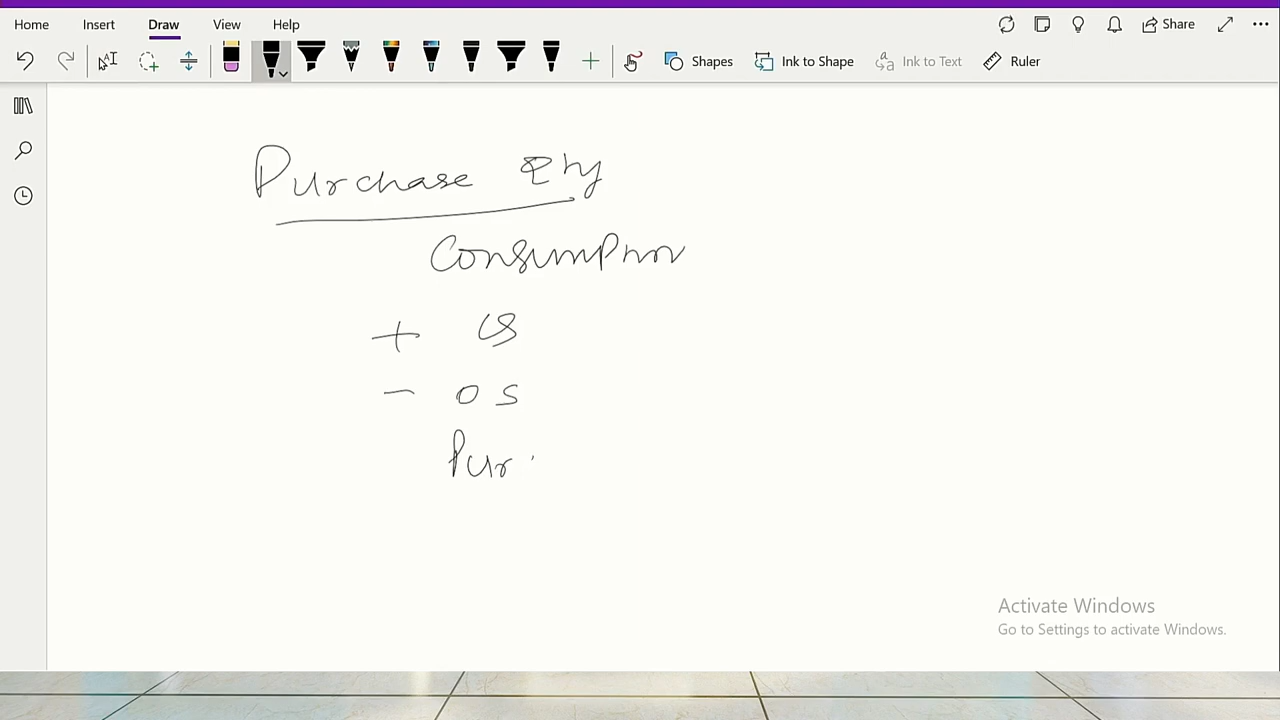 Home Insert Draw View Help Share
Shapes Ink to Shape Ink to Text Ruler
Purchase Qty
Consumption
+ CS
- OS
Pur
Activate Windows
Go to Settings to activate Windows.